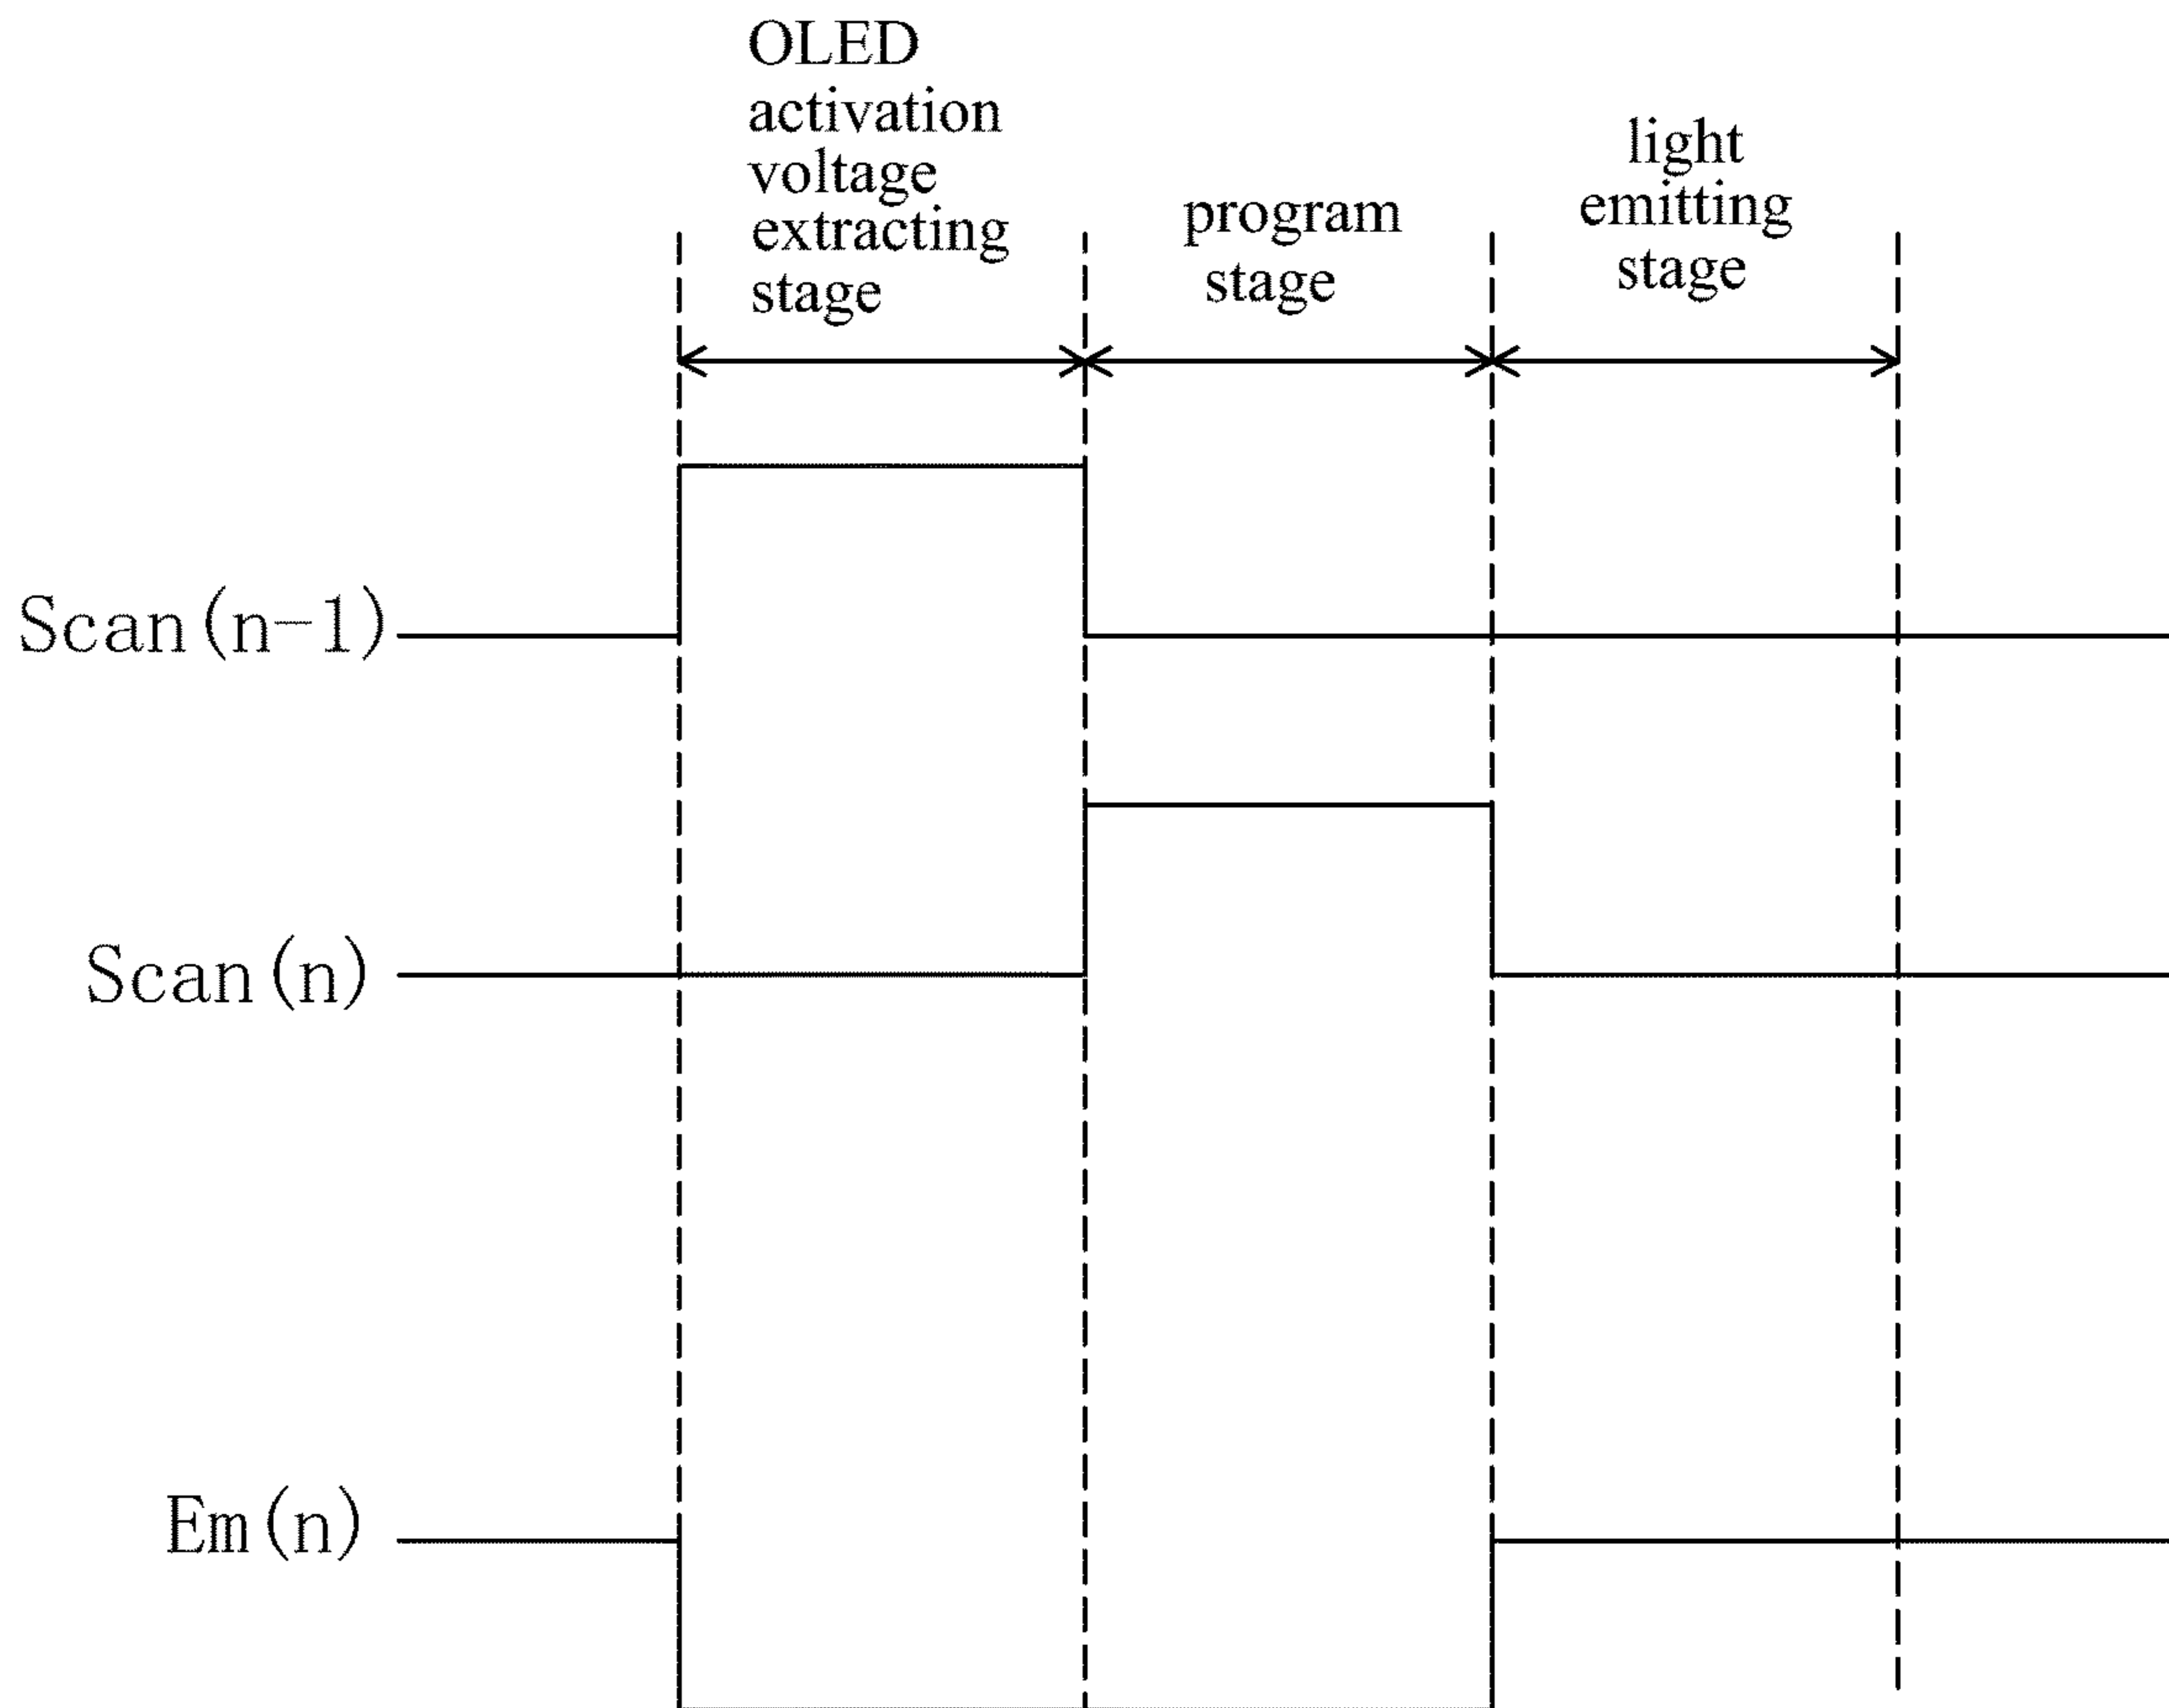 OLED
activation
voltage
extracting
stage
program
stage
light
emitting
stage
Scan(n-1)
Scan(n)
Em(n)